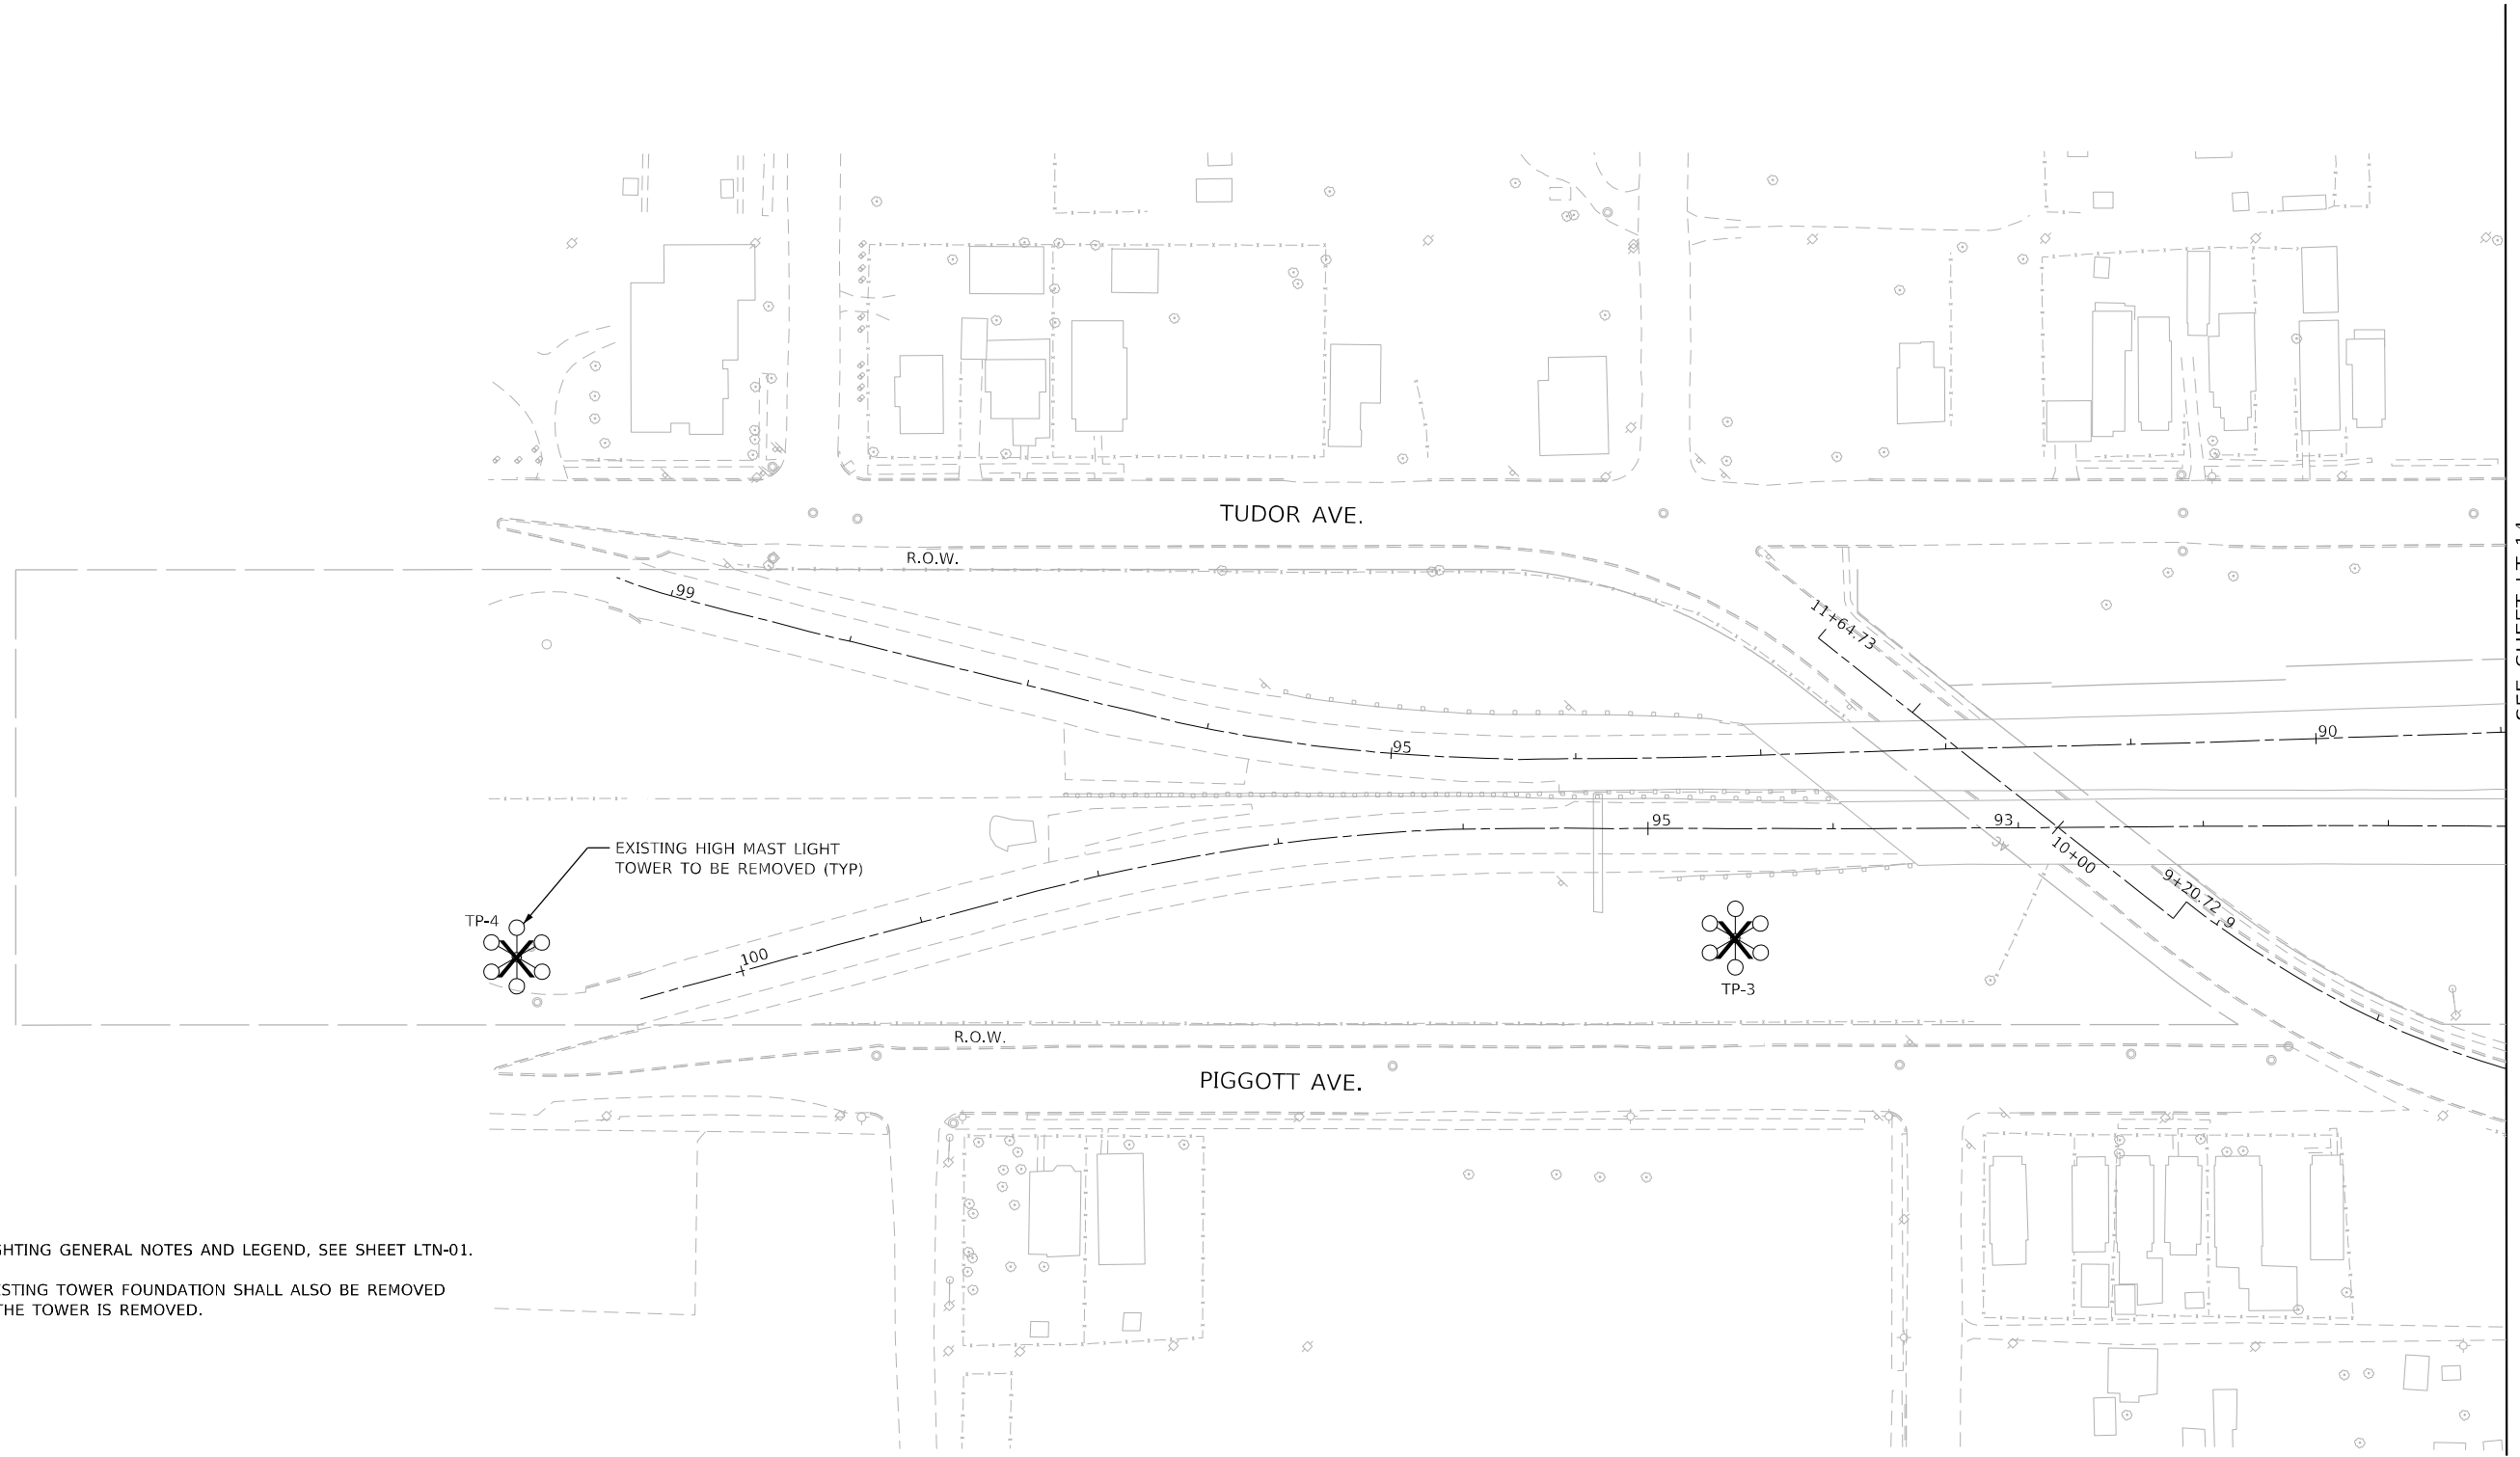 TUDOR AVE.
R.O.W.
99
11+64.73
95
90
95
93
10+00
9+20.72
9
EXISTING HIGH MAST LIGHT
TOWER TO BE REMOVED (TYP)
TP-4
100
TP-3
R.O.W.
PIGGOTT AVE.
GENERAL NOTES AND LEGEND, SEE SHEET LTN-01.
TOWER FOUNDATION SHALL ALSO BE REMOVED
THE TOWER IS REMOVED.